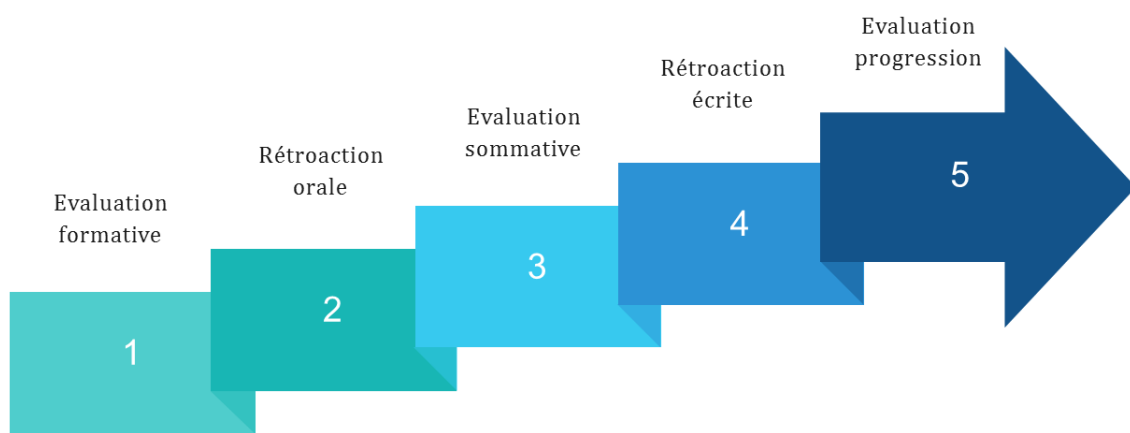 Evaluation
formative
1
Rétroaction
orale
2
Evaluation
sommative
3
Rétroaction
écrite
4
Evaluation
progression
5